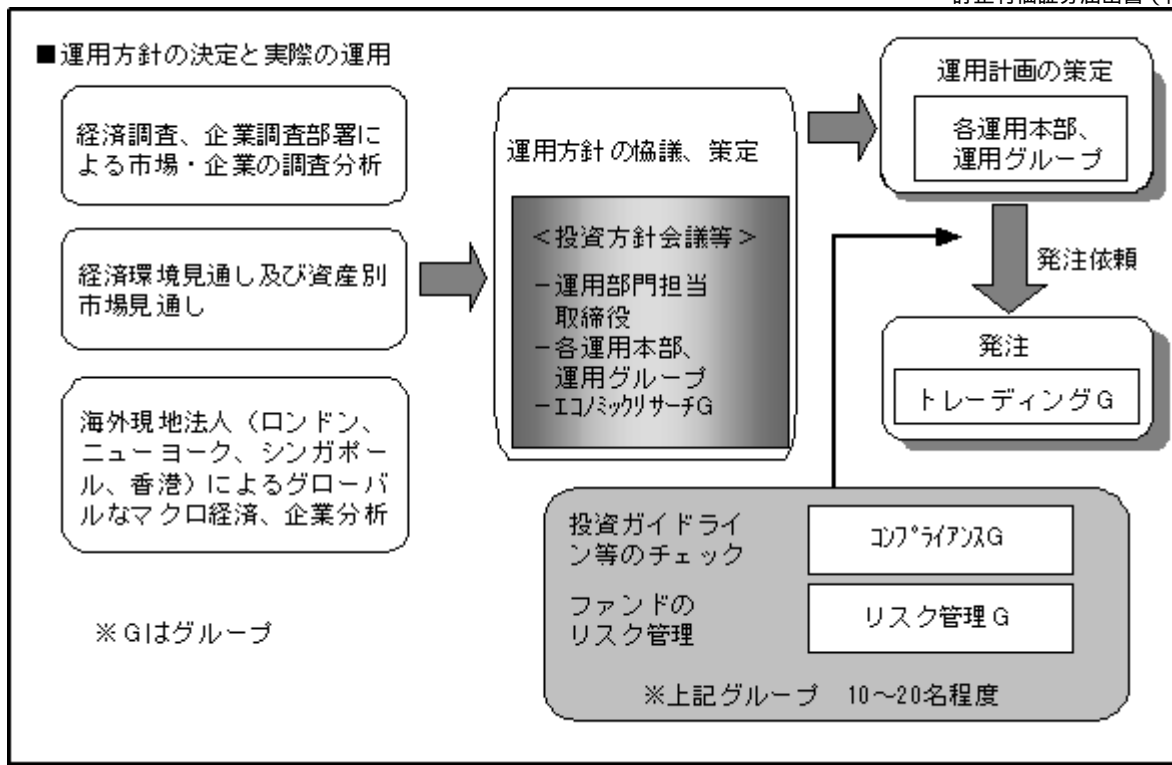 ■運用方針の決定と実際の運用
経済調査、企業調査部署に
よる市場・企業の調査分析
経済環境見通し及び資産別
市場見通し
海外現地法人（ロンドン、
ニューヨーク、シンガポー
ル、香港）によるグローバ
ルなマクロ経済、企業分析
※GIはグループ
運用方針の協議、策定
＜投資方針会議等＞
－運用部門担当
取締役
－各運用本部、
運用グループ
－ｴｺﾉﾐｯｸﾘｻｰﾁG
運用計画の策定
各運用本部、
運用グループ
発注依頼
発注
トレーディングG
投資ガイドライ
ン等のチェック
ｺﾝﾌﾟﾗｲｱﾝｽG
ファンドの
リスク管理
リスク管理G
※上記グループ　10～20名程度